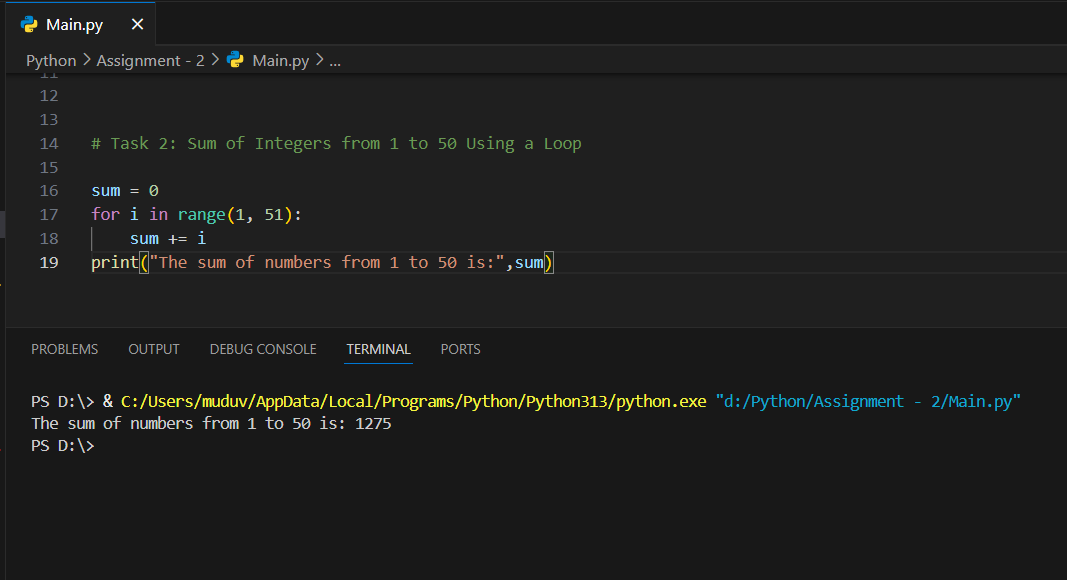 Main.py ×
Python > Assignment - 2 > Main.py > ...
11
12
13
14 # Task 2: Sum of Integers from 1 to 50 Using a Loop
15
16 sum = 0
17 for i in range(1, 51):
18     sum += i
19 print("The sum of numbers from 1 to 50 is:",sum)
PROBLEMS OUTPUT DEBUG CONSOLE TERMINAL PORTS
PS D:\> & C:/Users/muduv/AppData/Local/Programs/Python/Python313/python.exe "d:/Python/Assignment - 2/Main.py"
The sum of numbers from 1 to 50 is: 1275
PS D:\>